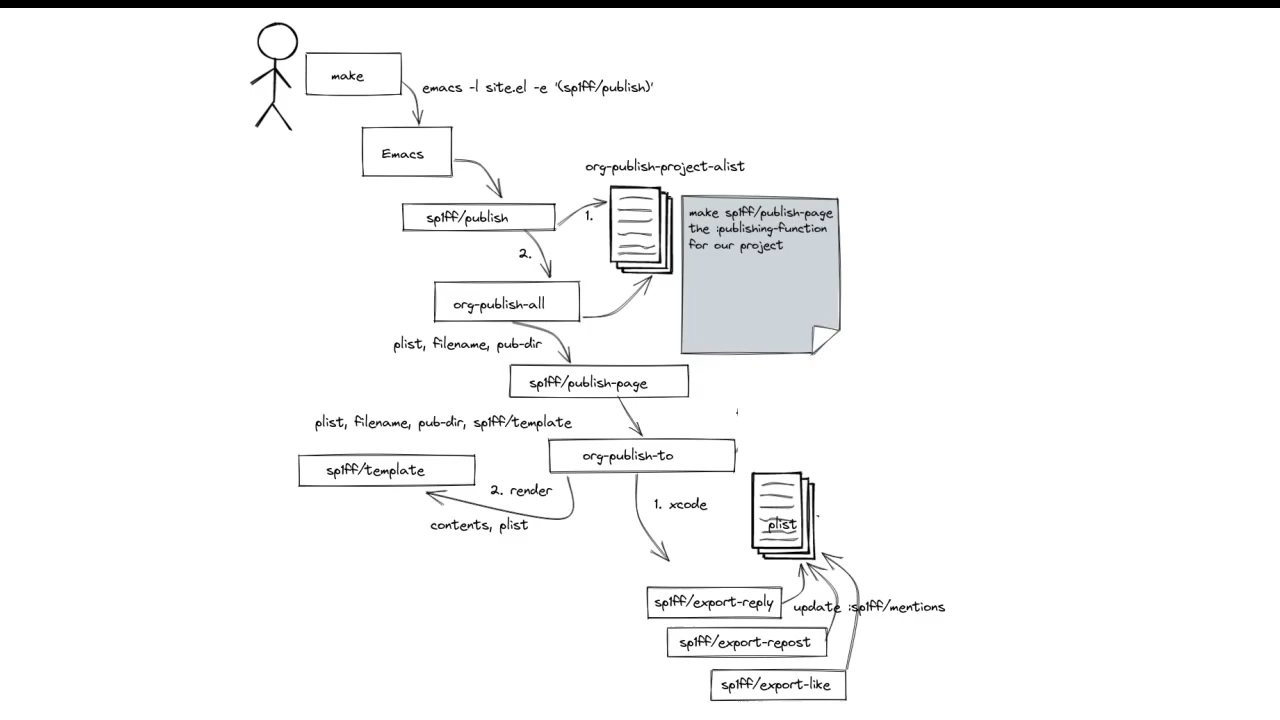 make
emacs -l site.el -e '(sp1ff/publish)'
Emacs
org-publish-project-alist
sp1ff/publish
1.
make sp1ff/publish-page
the :publishing-function
for our project
2.
org-publish-all
plist, filename, pub-dir
sp1ff/publish-page
plist, filename, pub-dir, sp1ff/template
org-publish-to
sp1ff/template
2. render
1. xcode
contents, plist
plist
sp1ff/export-reply
update :sp1ff/mentions
sp1ff/export-repost
sp1ff/export-like